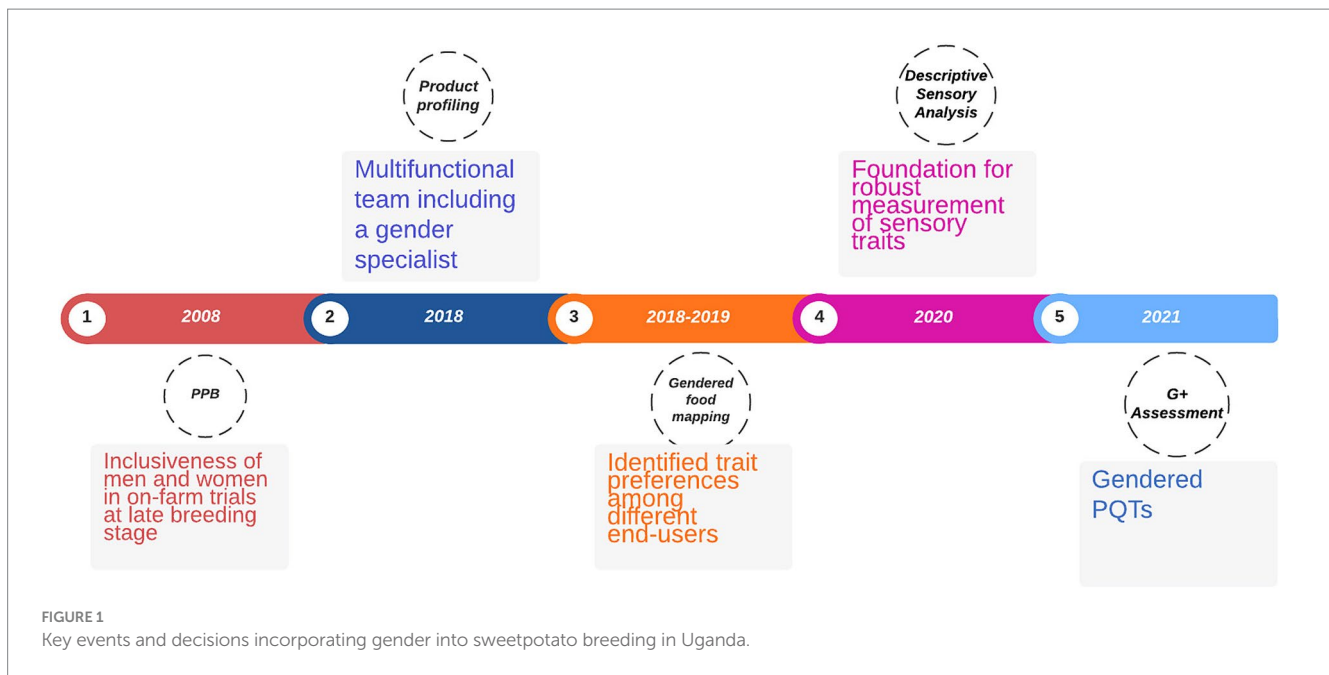 Product
profiling
Descriptive
Sensory
Analysis
Multifunctional
team including
a gender
specialist
Foundation for
robust
measurement
of sensory
traits
1
2008
2
2018
3
2018-2019
4
2020
5
2021
PPB
Gendered
food
mapping
G+
Assessment
Inclusiveness of
men and women
in on-farm trials
at late breeding
stage
Identified trait
preferences
among
different
end-users
Gendered
PQTs
FIGURE 1
Key events and decisions incorporating gender into sweetpotato breeding in Uganda.